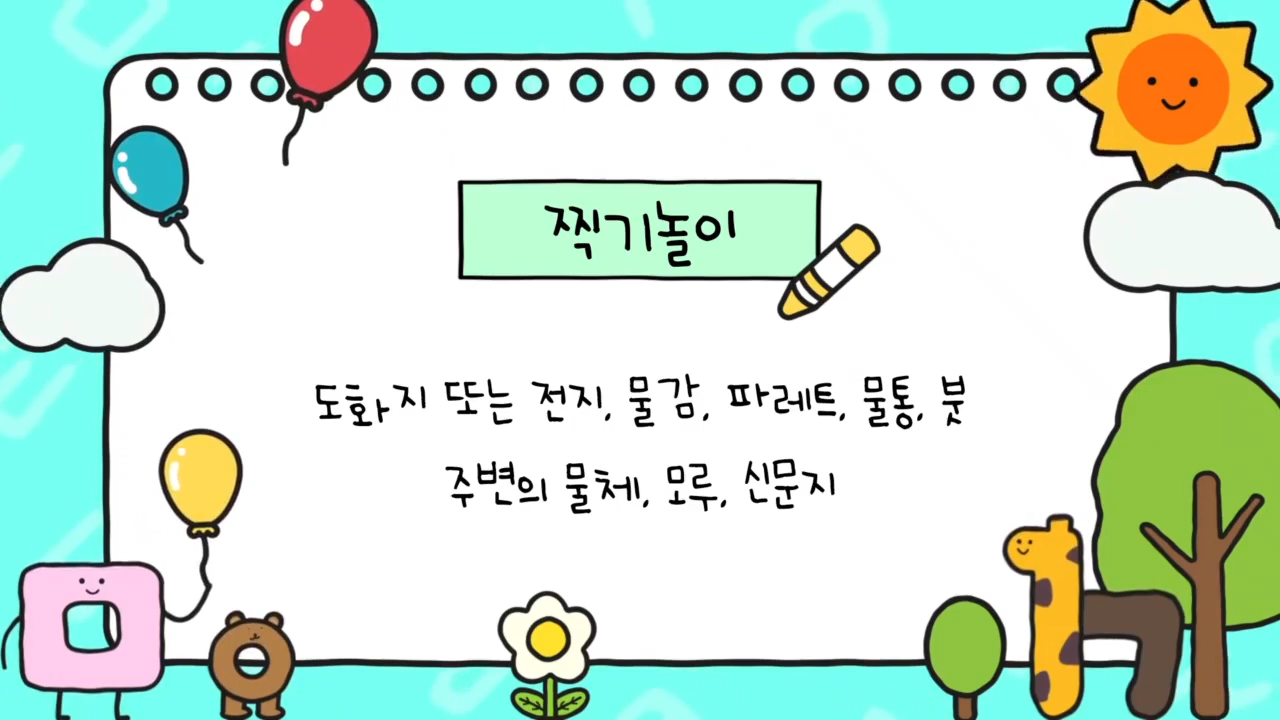 찍기놀이
도화지 또는 전지, 물감, 파레트, 물통, 붓
주변의 물체, 모루, 신문지